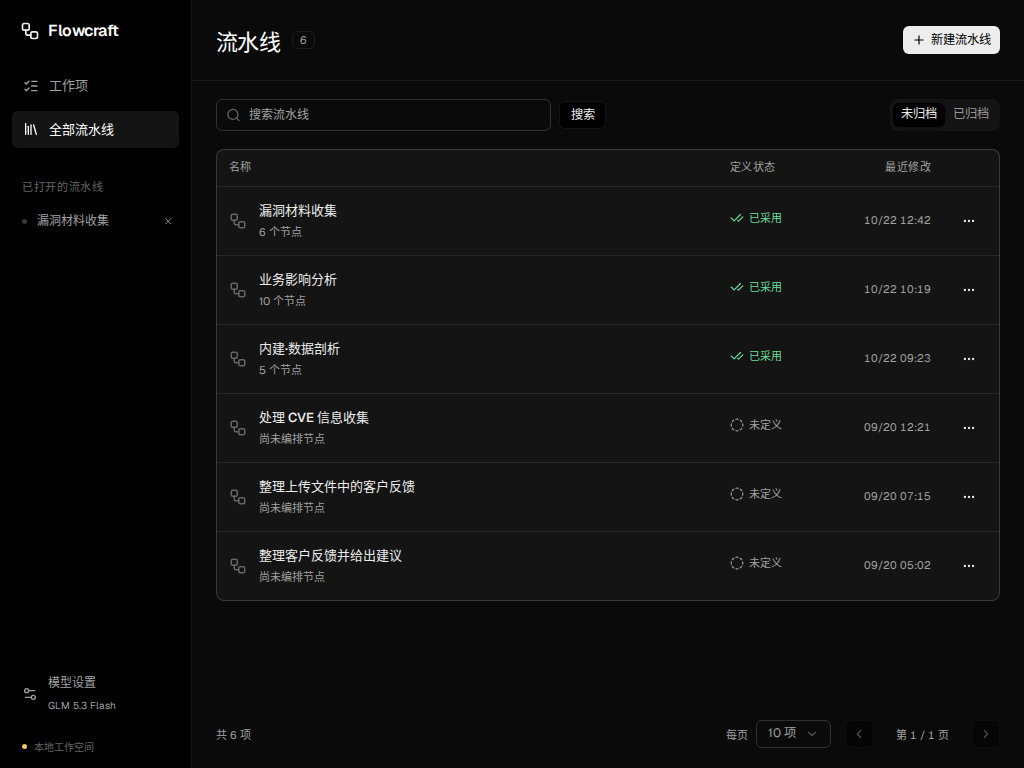 Flowcraft
工作项
全部流水线
已打开的流水线
漏洞材料收集
模型设置
GLM 5.3 Flash
本地工作空间
流水线 6
新建流水线
搜索流水线 搜索
未归档 已归档
名称 定义状态 最近修改
漏洞材料收集
6 个节点
已采用 10/22 12:42
业务影响分析
10 个节点
已采用 10/22 10:19
内建·数据剖析
5 个节点
已采用 10/22 09:23
处理 CVE 信息收集
尚未编排节点
未定义 09/20 12:21
整理上传文件中的客户反馈
尚未编排节点
未定义 09/20 07:15
整理客户反馈并给出建议
尚未编排节点
未定义 09/20 05:02
共 6 项 每页 10 项 第 1 / 1 页